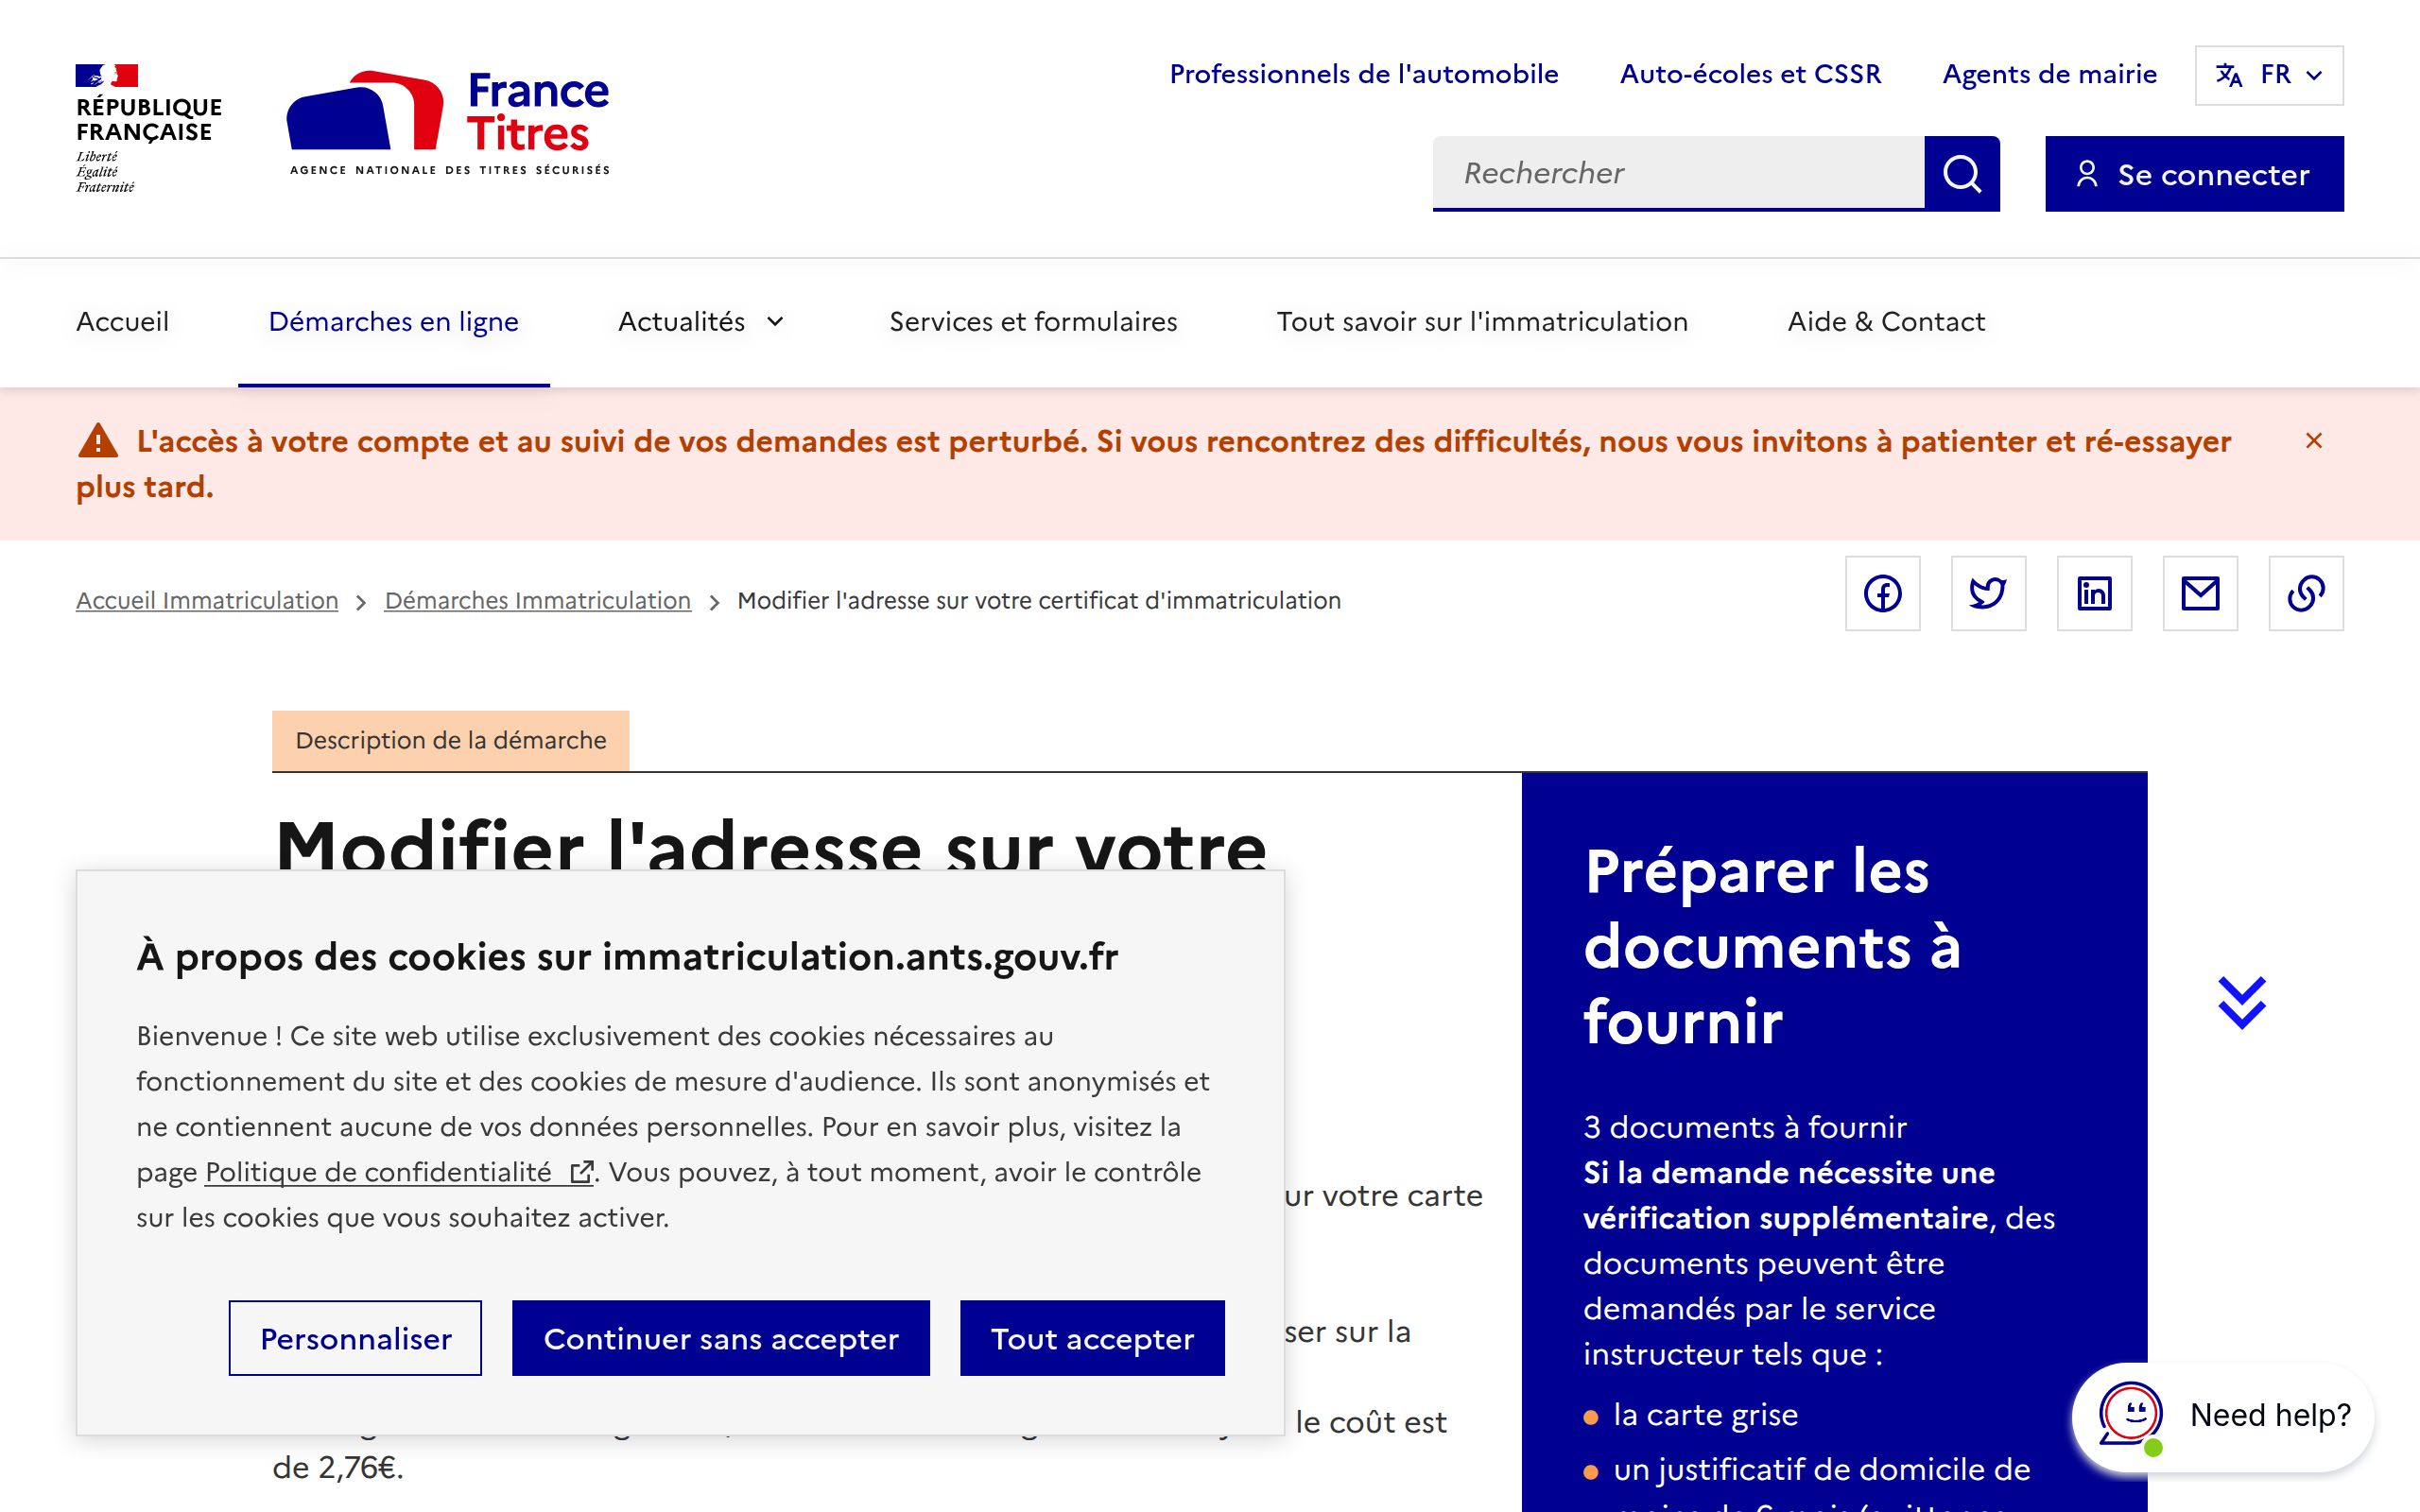 RÉPUBLIQUE
FRANÇAISE
Liberté
Égalité
Fraternité
France
Titres
AGENCE NATIONALE DES TITRES SÉCURISÉS
Professionnels de l'automobile
Auto-écoles et CSSR
Agents de mairie
FR
Rechercher
Se connecter
Accueil
Démarches en ligne
Actualités
Services et formulaires
Tout savoir sur l'immatriculation
Aide & Contact
L'accès à votre compte et au suivi de vos demandes est perturbé. Si vous rencontrez des difficultés, nous vous invitons à patienter et ré-essayer
plus tard.
Accueil Immatriculation
Démarches Immatriculation
Modifier l'adresse sur votre certificat d'immatriculation
Description de la démarche
Modifier l'adresse sur votre
À propos des cookies sur immatriculation.ants.gouv.fr
Bienvenue ! Ce site web utilise exclusivement des cookies nécessaires au
fonctionnement du site et des cookies de mesure d'audience. Ils sont anonymisés et
ne contiennent aucune de vos données personnelles. Pour en savoir plus, visitez la
page Politique de confidentialité . Vous pouvez, à tout moment, avoir le contrôle
sur les cookies que vous souhaitez activer.
Personnaliser
Continuer sans accepter
Tout accepter
votre carte
sur la
le coût est
de 2,76€.
Préparer les
documents à
fournir
3 documents à fournir
Si la demande nécessite une
vérification supplémentaire, des
documents peuvent être
demandés par le service
instructeur tels que :
la carte grise
un justificatif de domicile de
Need help?